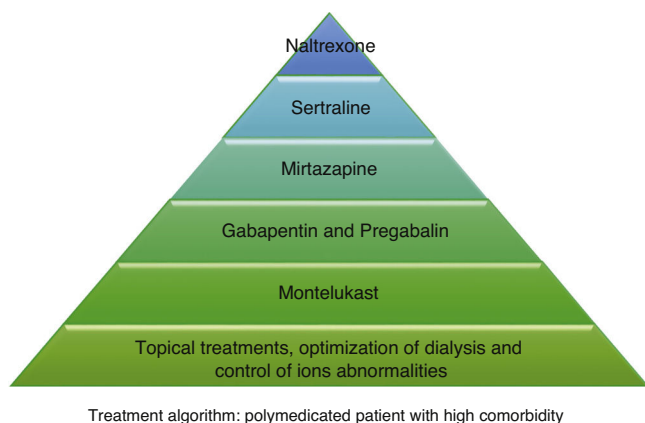 Naltrexone
Sertraline
Mirtazapine
Gabapentin and Pregabalin
Montelukast
Topical treatments, optimization of dialysis and
control of ions abnormalities
Treatment algorithm: polymedicated patient with high comorbidity